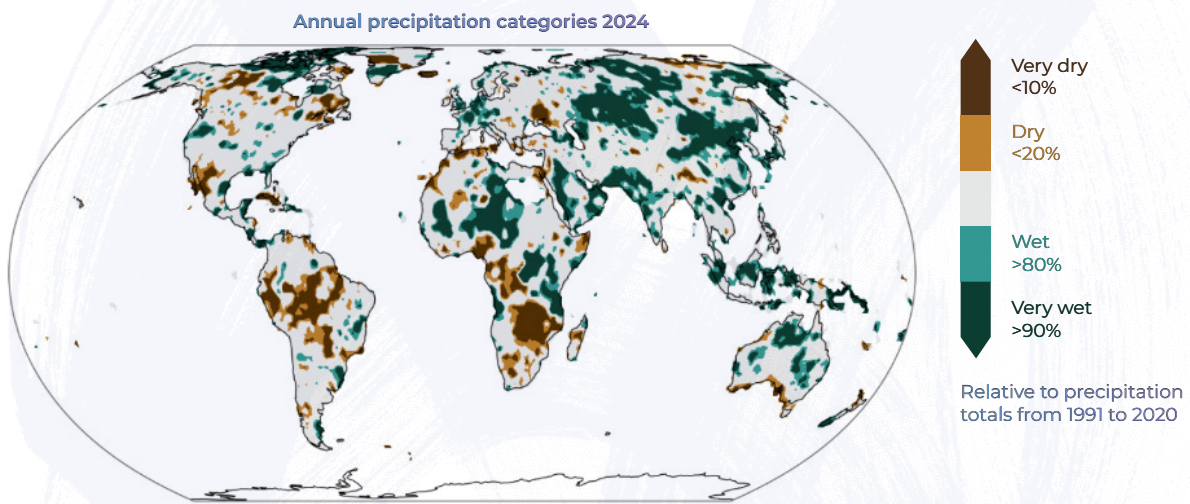 Annual precipitation categories 2024
Very dry
<10%
Dry
<20%
Wet
>80%
Very wet
>90%
Relative to precipitation
totals from 1991 to 2020